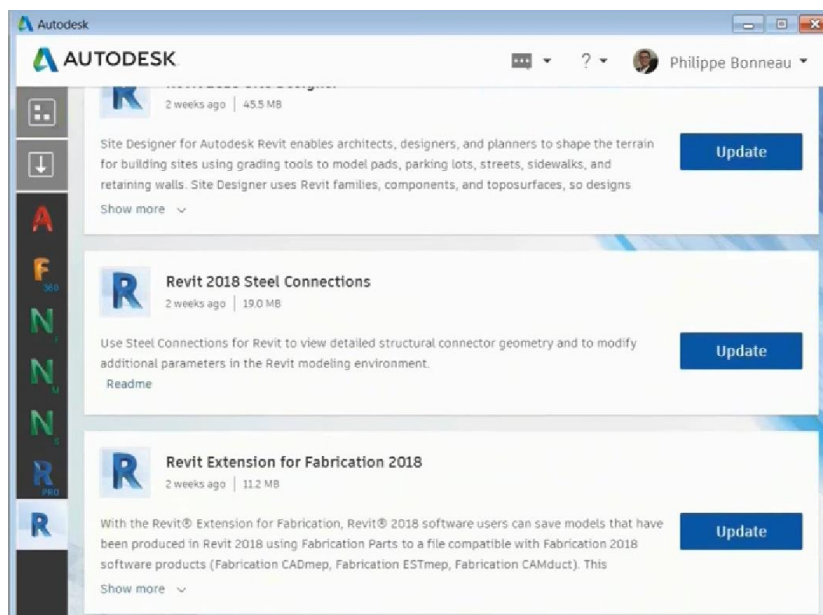 Autodesk
AUTODESK
? Philippe Bonneau
2 weeks ago | 45.5 MB
Site Designer for Autodesk Revit enables architects, designers, and planners to shape the terrain
for building sites using grading tools to model pads, parking lots, streets, sidewalks, and
retaining walls. Site Designer uses Revit families, components, and toposurfaces, so designs
Show more
Update
Revit 2018 Steel Connections
2 weeks ago | 19.0 MB
Use Steel Connections for Revit to view detailed structural connector geometry and to modify
additional parameters in the Revit modeling environment.
Readme
Update
Revit Extension for Fabrication 2018
2 weeks ago | 11.2 MB
With the Revit® Extension for Fabrication, Revit® 2018 software users can save models that have
been produced in Revit 2018 using Fabrication Parts to a file compatible with Fabrication 2018
software products (Fabrication CADmep, Fabrication ESTmep, Fabrication CAMduct). This
Show more
Update
A
F
360
N
N
M
N
R
PRO
R